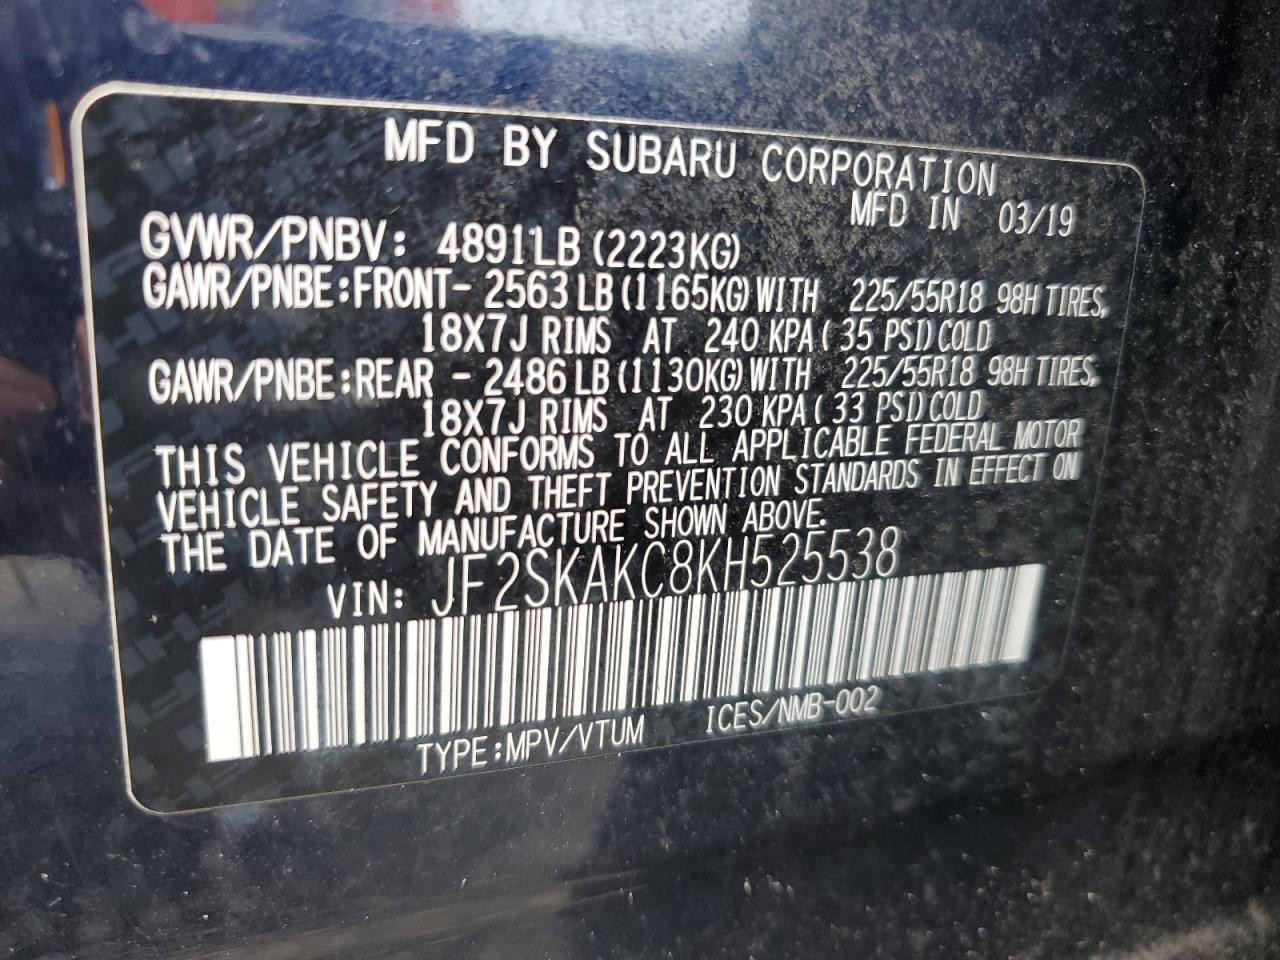 MFD BY SUBARU CORPORATION
MFD IN 03/19
GVWR/PNBV: 4891LB (2223KG)
GAWR/PNBE:FRONT- 2563 LB (1165KG) WITH 225/55R18 98H TIRES,
18X7J RIMS AT 240 KPA ( 35 PSI) COLD
GAWR/PNBE:REAR - 2486 LB (1130KG) WITH 225/55R18 98H TIRES,
18X7J RIMS AT 230 KPA ( 33 PSI) COLD
THIS VEHICLE CONFORMS TO ALL APPLICABLE FEDERAL MOTOR
VEHICLE SAFETY AND THEFT PREVENTION STANDARDS IN EFFECT ON
THE DATE OF MANUFACTURE SHOWN ABOVE.
VIN: JF2SKAKC8KH525538
TYPE:MPV/VTUM ICES/NMB-002